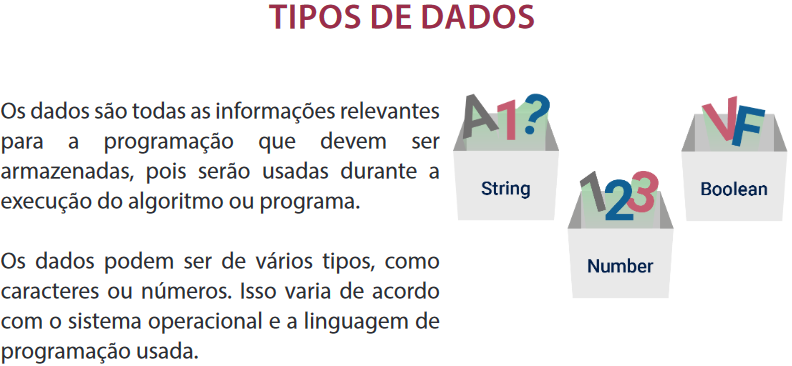 TIPOS DE DADOS
Os dados são todas as informações relevantes
para a programação que devem ser
armazenadas, pois serão usadas durante a
execução do algoritmo ou programa.
Os dados podem ser de vários tipos, como
caracteres ou números. Isso varia de acordo
com o sistema operacional e a linguagem de
programação usada.
A1?
String
123
Number
VF
Boolean